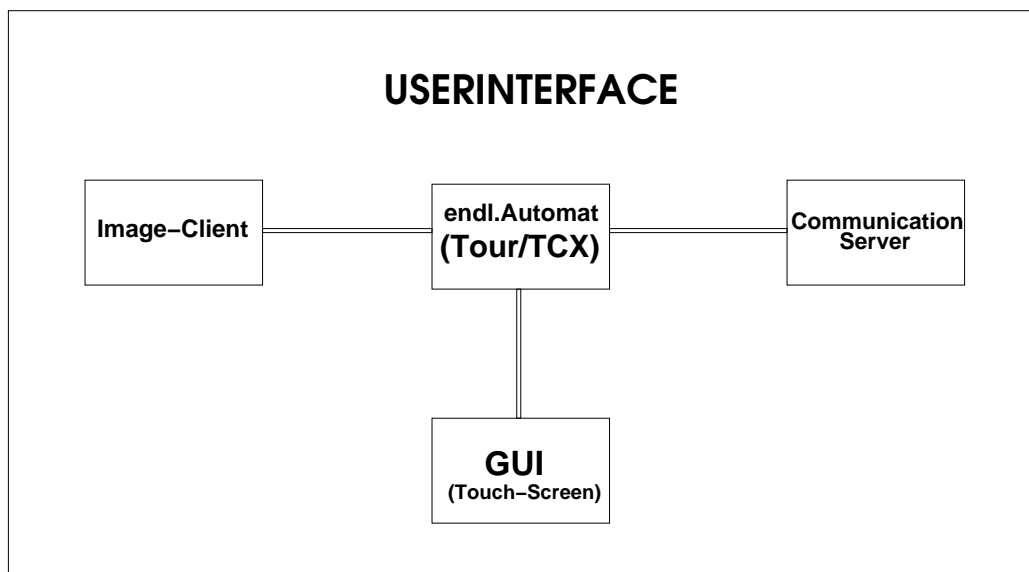 USERINTERFACE
Image−Client
endl.Automat
(Tour/TCX)
Communication
Server
GUI
(Touch−Screen)